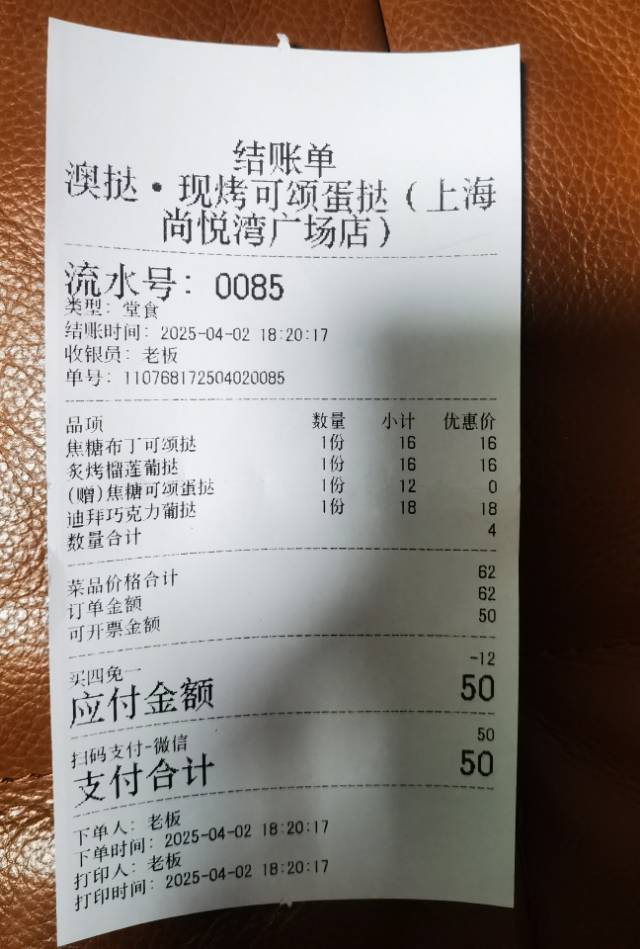 结账单
澳挞·现烤可颂蛋挞（上海
尚悦湾广场店）
流水号：0085
类型：堂食
结账时间：2025-04-02 18:20:17
收银员：老板
单号：110768172504020085
品项 数量 小计 优惠价
焦糖布丁可颂挞 1份 16 16
炙烤榴莲葡挞 1份 16 16
(赠)焦糖可颂蛋挞 1份 12 0
迪拜巧克力葡挞 1份 18 18
数量合计 4
菜品价格合计 62
订单金额 62
可开票金额 50
买四免一 -12
应付金额 50
扫码支付-微信 50
支付合计 50
下单人：老板
下单时间：2025-04-02 18:20:17
打印人：老板
打印时间：2025-04-02 18:20:17